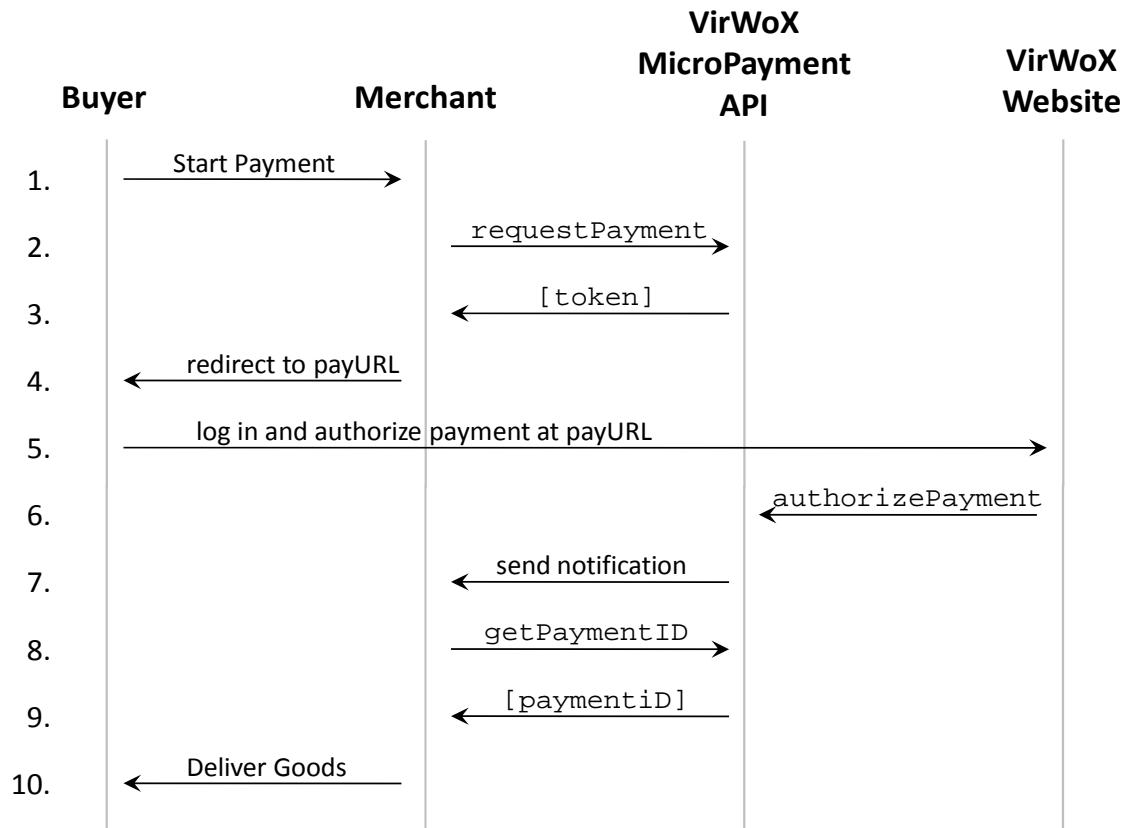 Buyer
Merchant
VirWoX
MicroPayment
API
VirWoX
Website
1.
Start Payment
2.
requestPayment
3.
[token]
4.
redirect to payURL
5.
log in and authorize payment at payURL
6.
authorizePayment
7.
send notification
8.
getPaymentID
9.
[paymentiD]
10.
Deliver Goods